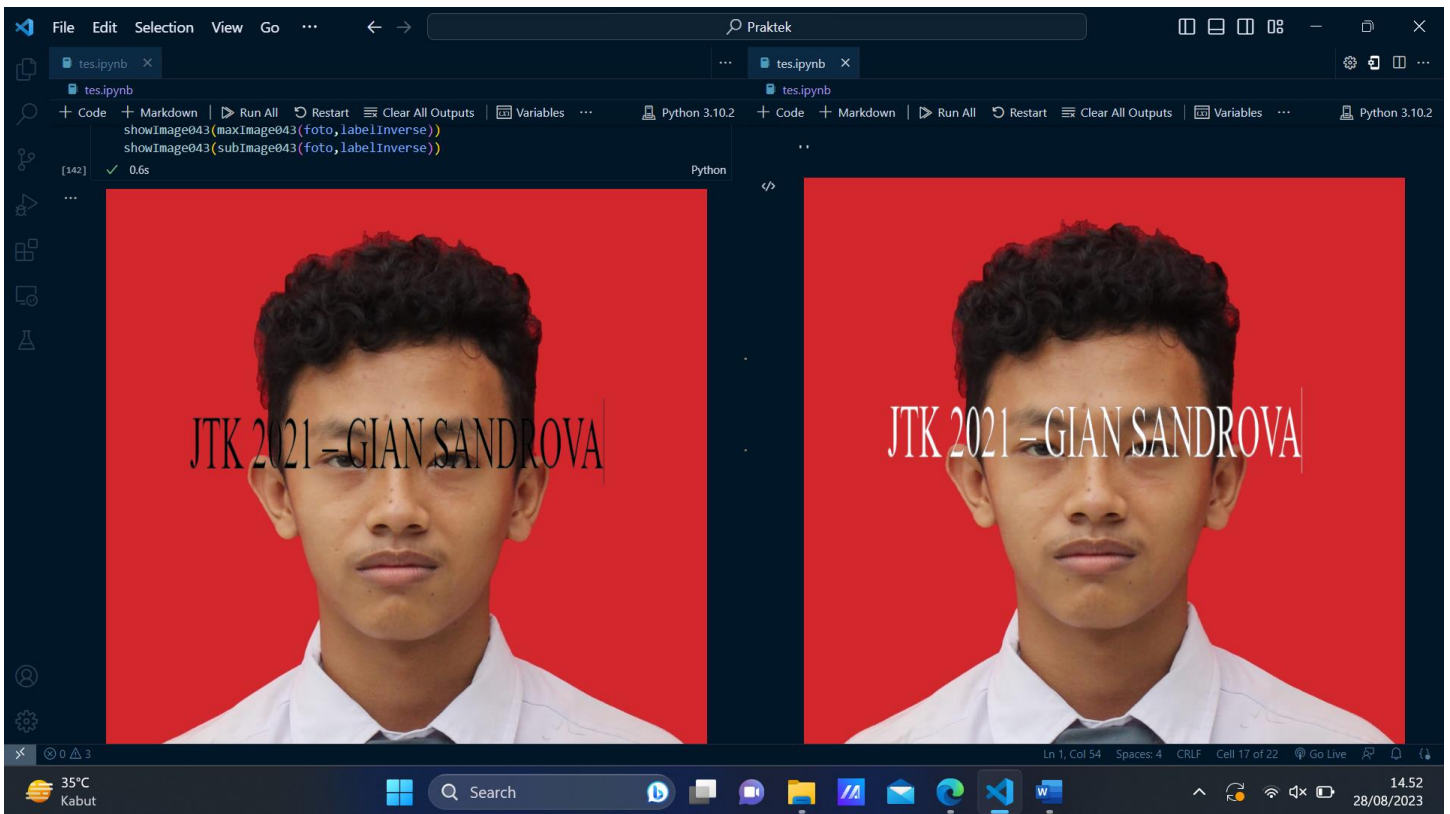 File Edit Selection View Go ··· Praktek
tes.ipynb ··· tes.ipynb
tes.ipynb tes.ipynb
Code Markdown Run All Restart Clear All Outputs Variables ··· Python 3.10.2 Code Markdown Run All Restart Clear All Outputs Variables ··· Python 3.10.2
showImage043(maxImage043(foto,labelInverse))
showImage043(subImage043(foto,labelInverse))
[142] 0.6s Python
JTK 2021 –GIAN SANDROVA
JTK 2021 –GIAN SANDROVA
0 3 Ln 1, Col 54 Spaces: 4 CRLF Cell 17 of 22 Go Live
35°C
Kabut
Search
14.52
28/08/2023